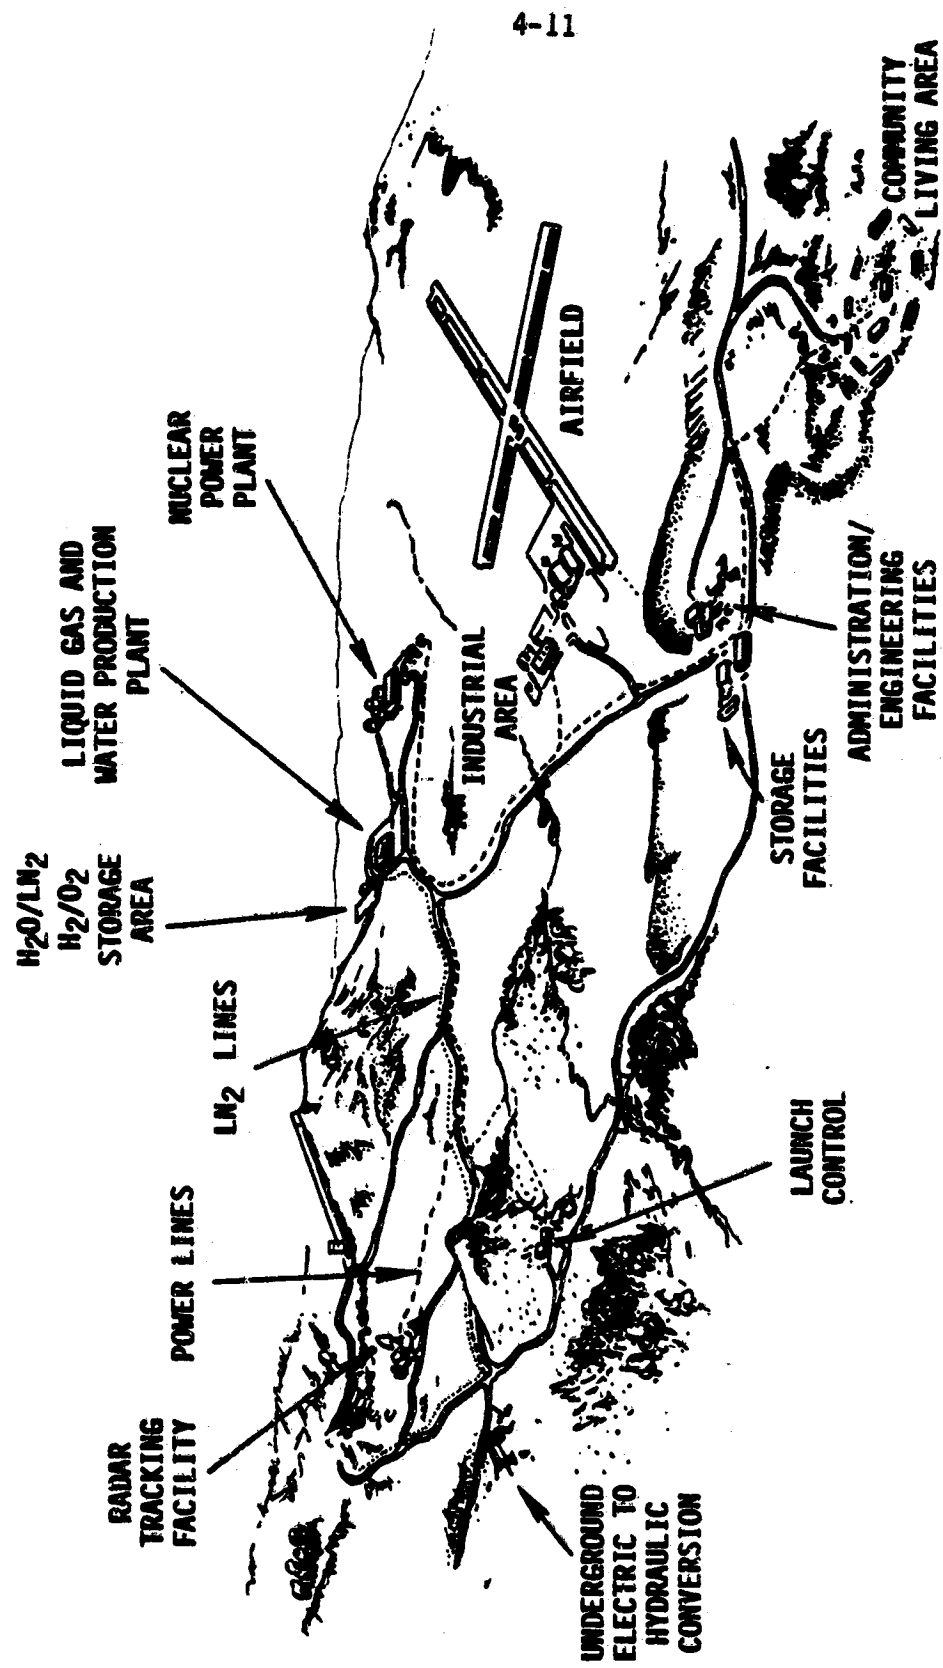 4-11
RADAR
TRACKING
FACILITY
POWER LINES
LN2 LINES
H2O/LN2
H2/O2
STORAGE
AREA
LIQUID GAS AND
WATER PRODUCTION
PLANT
NUCLEAR
POWER
PLANT
INDUSTRIAL
AREA
AIRFIELD
UNDERGROUND
ELECTRIC TO
HYDRAULIC
CONVERSION
LAUNCH
CONTROL
STORAGE
FACILITIES
ADMINISTRATION/
ENGINEERING
FACILITIES
COMMUNITY
LIVING AREA